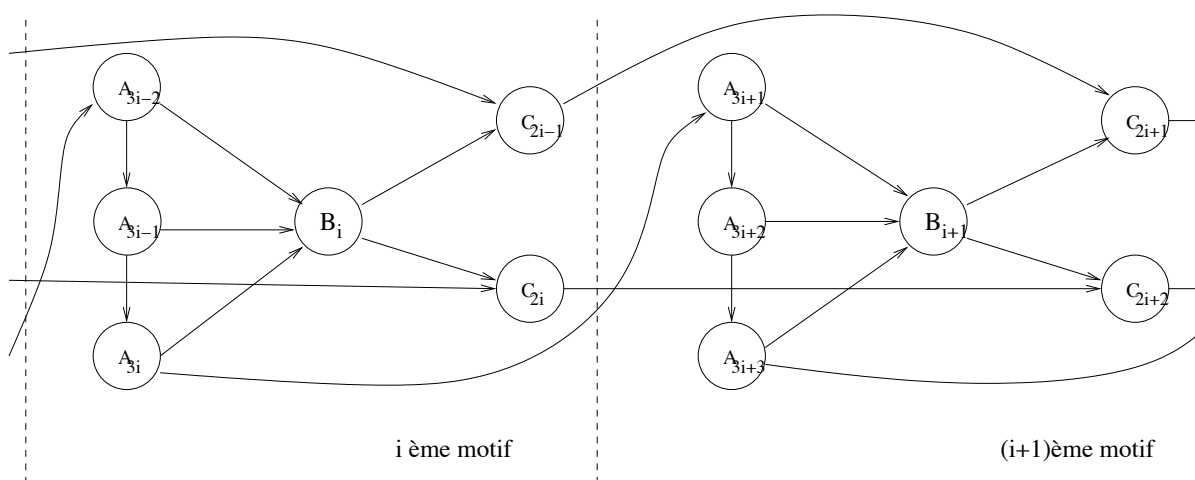 A3i−2
A3i−1
A3i
Bi
C2i−1
C2i
i ème motif
A3i+1
A3i+2
A3i+3
Bi+1
C2i+1
C2i+2
(i+1)ème motif